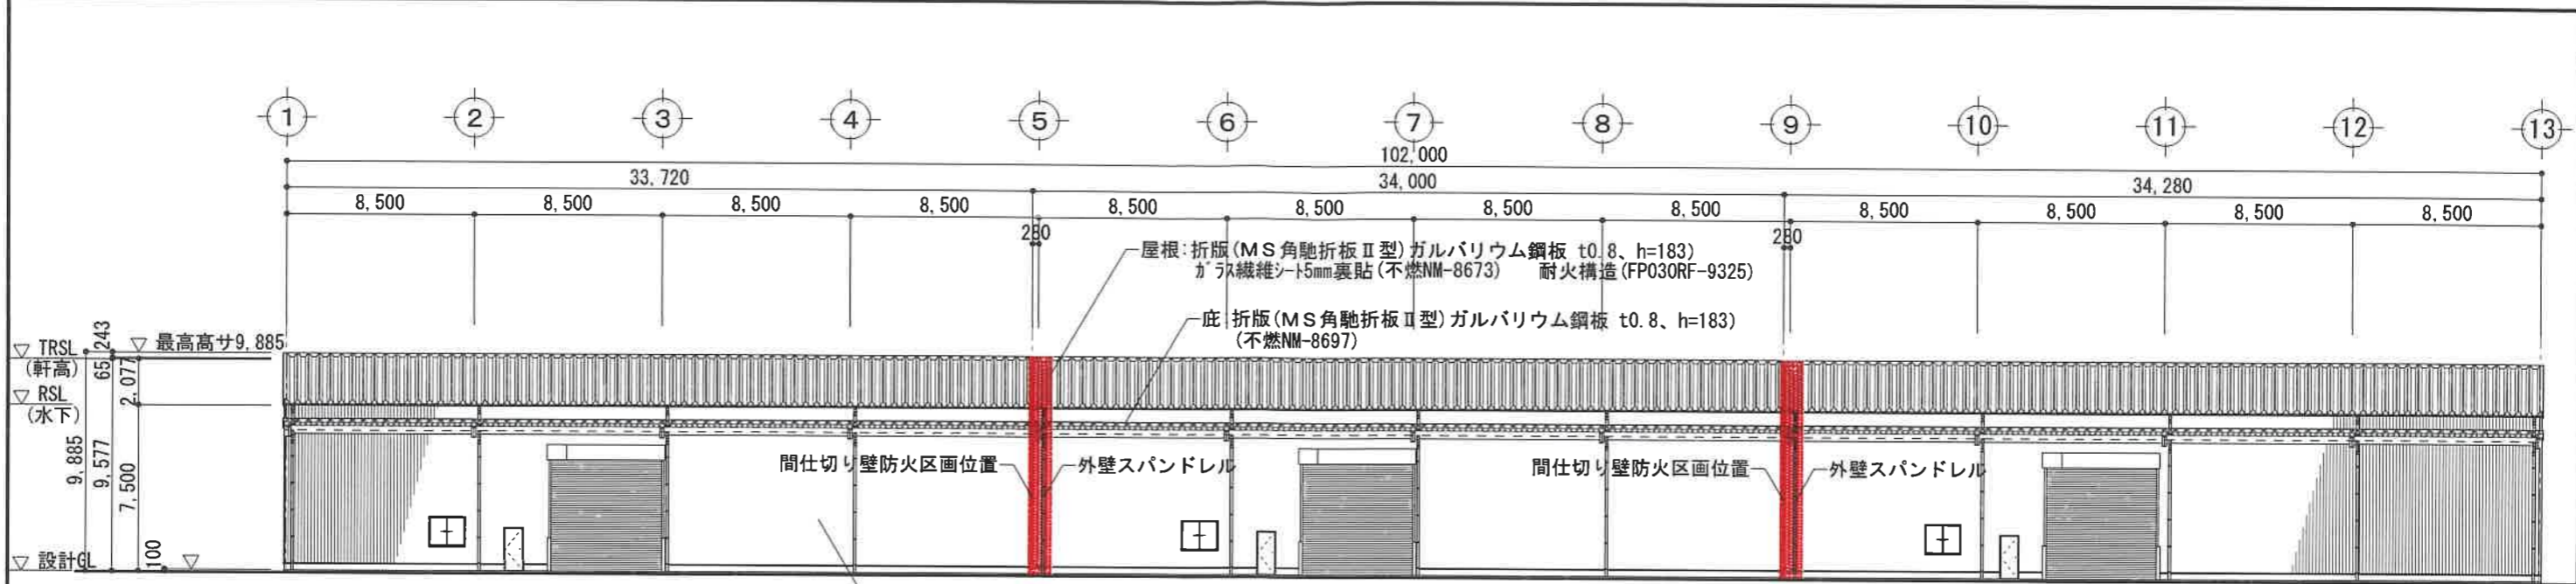 1 2 3 4 5 6 7 8 9 10 11 12 13
102,000
33,720 34,000 34,280
8,500 8,500 8,500 8,500 8,500 8,500 8,500 8,500 8,500 8,500 8,500 8,500
280 280
屋根:折版(MS角馳折板Ⅱ型)ガルバリウム鋼板 t0.8、h=183)
ガラス繊維シート5mm裏貼(不燃NM-8673) 耐火構造(FP030RF-9325)
庇:折版(MS角馳折板Ⅱ型)ガルバリウム鋼板 t0.8、h=183)
(不燃NM-8697)
▽ TRSL
(軒高)
▽ RSL
(水下)
▽ 設計GL
▽ 最高高サ9,885
243
65
2,077
9,885
9,577
7,500
100
▽
間仕切り壁防火区画位置 外壁スパンドレル
間仕切り壁防火区画位置 外壁スパンドレル